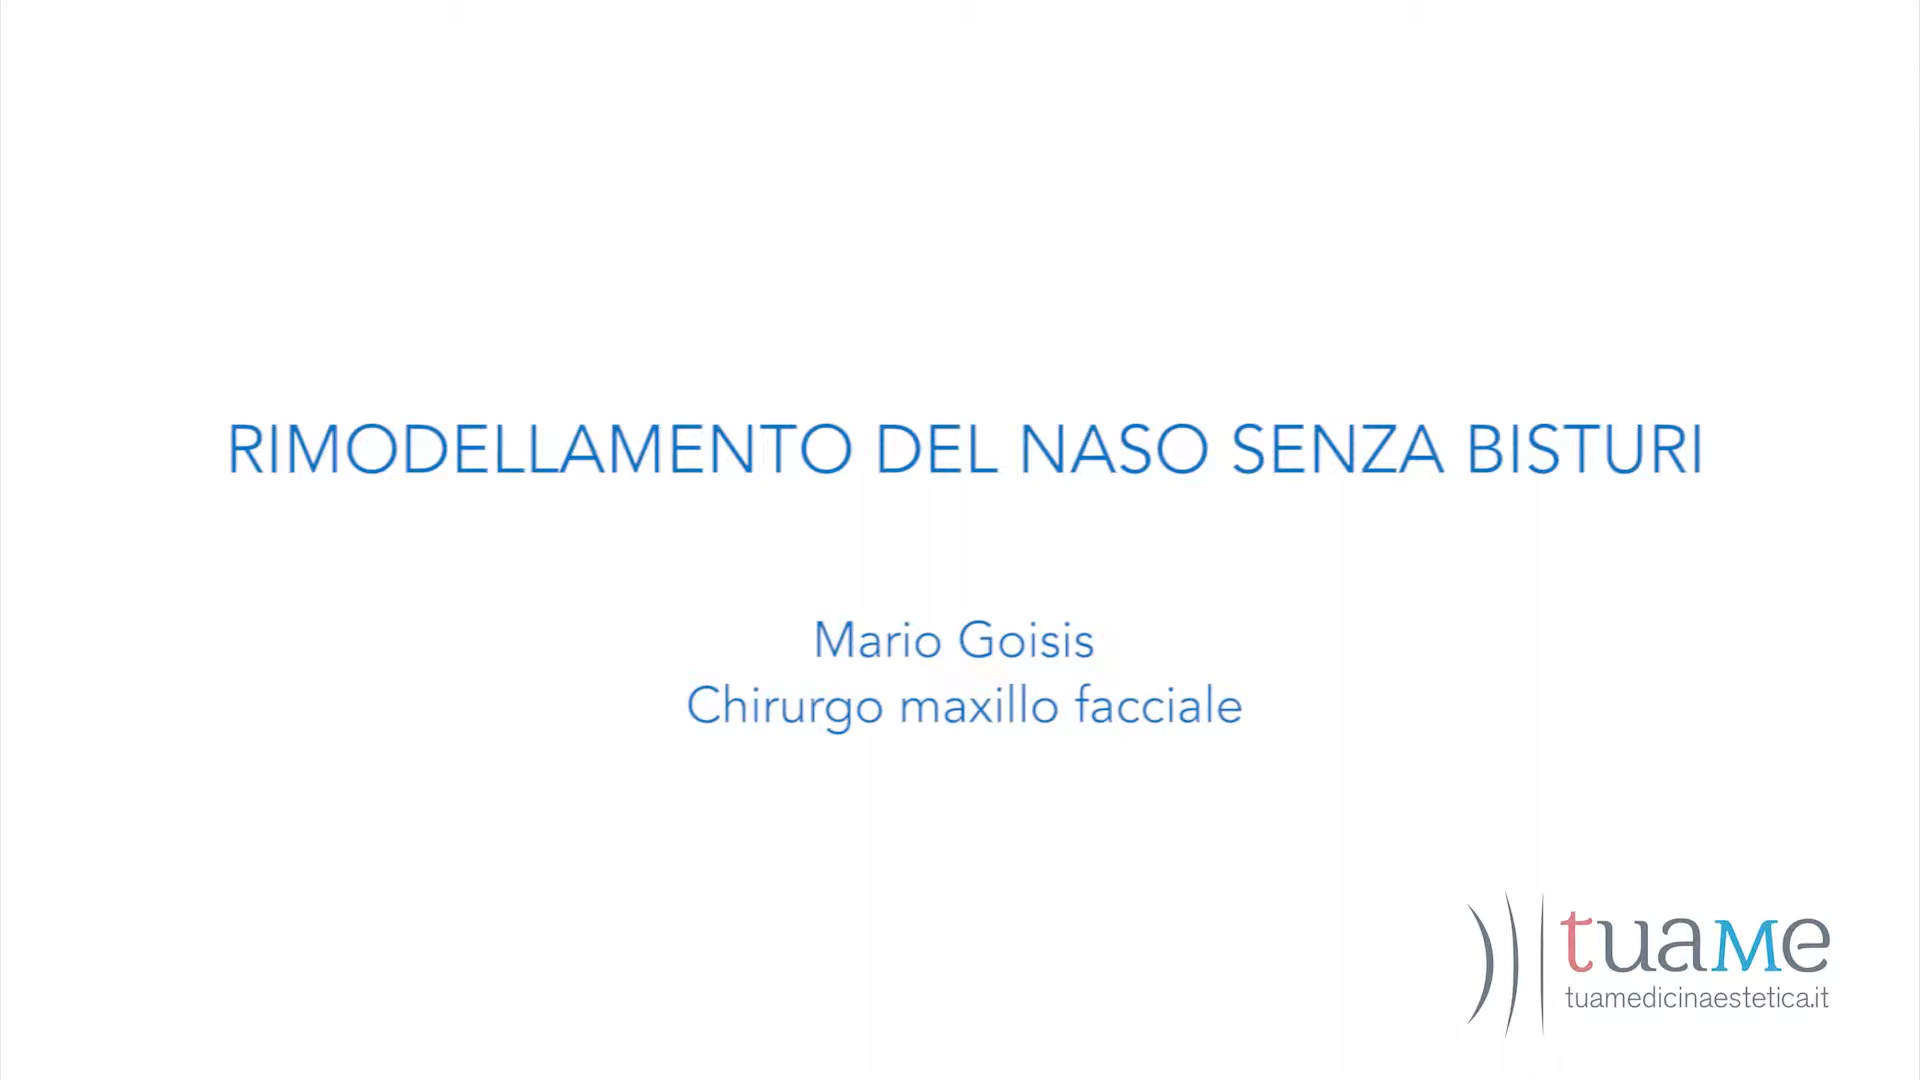 RIMODELLAMENTO DEL NASO SENZA BISTURI
Mario Goisis
Chirurgo maxillo facciale
tuaMe
tuamedicinaestetica.it